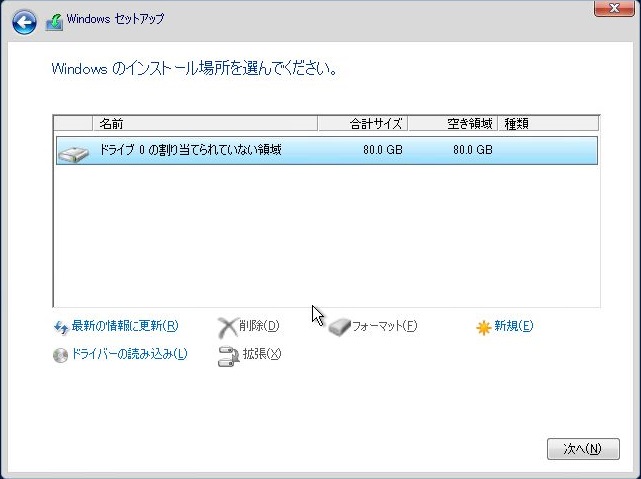 Windows セットアップ
Windows のインストール場所を選んでください。
名前 合計サイズ 空き領域 種類
ドライブ 0 の割り当てられていない領域 80.0 GB 80.0 GB
最新の情報に更新(R) 削除(D) フォーマット(F) 新規(E)
ドライバーの読み込み(L) 拡張(X)
次へ(N)